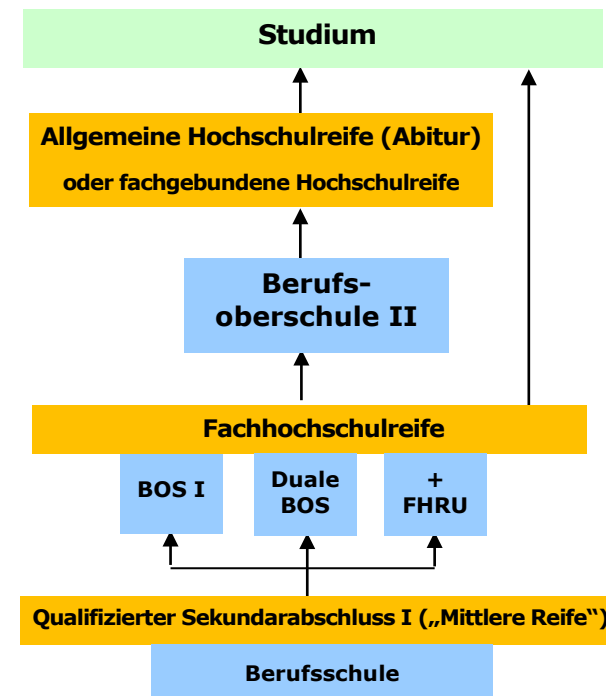 Studium
Allgemeine Hochschulreife (Abitur)
oder fachgebundene Hochschulreife
Berufs-
oberschule II
Fachhochschulreife
BOS I
Duale
BOS
+
FHRU
Qualifizierter Sekundarabschluss I („Mittlere Reife“)
Berufsschule